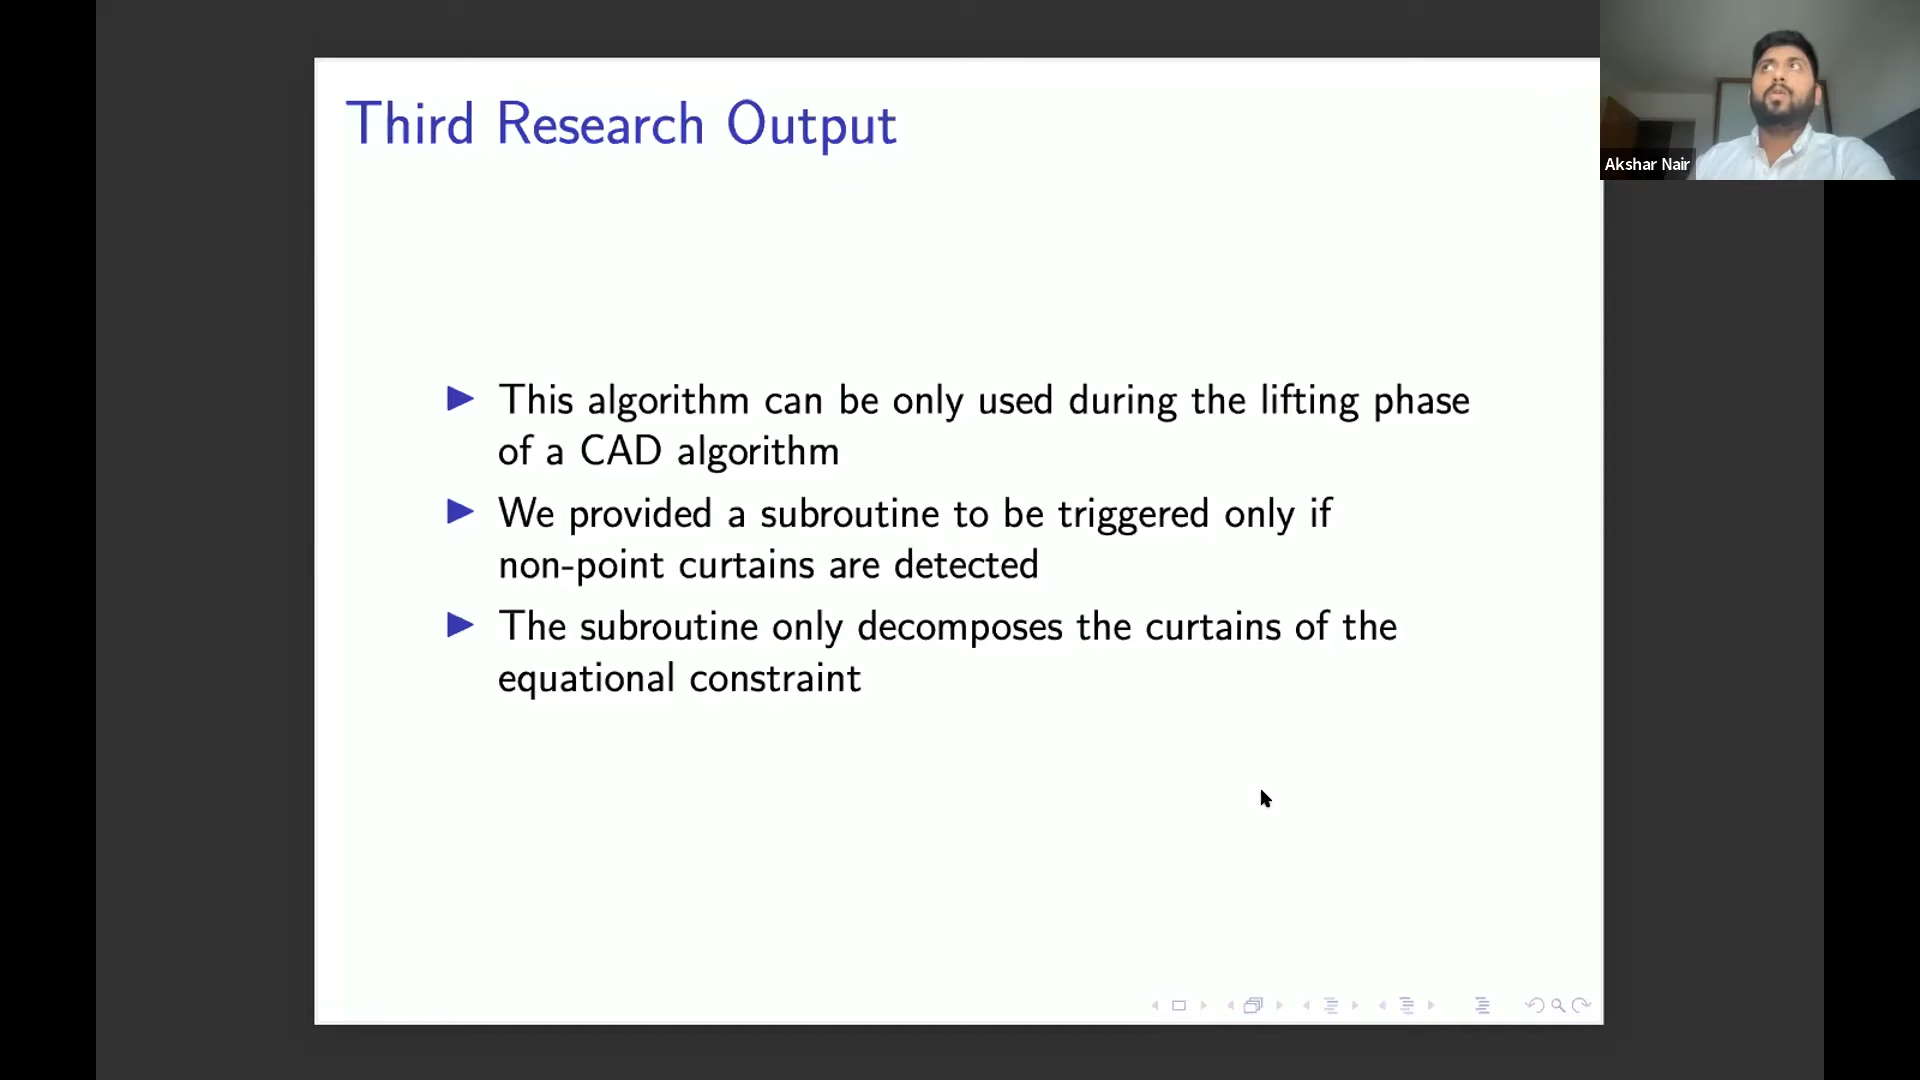 Third Research Output
Akshar Nair
This algorithm can be only used during the lifting phase
of a CAD algorithm
We provided a subroutine to be triggered only if
non-point curtains are detected
The subroutine only decomposes the curtains of the
equational constraint